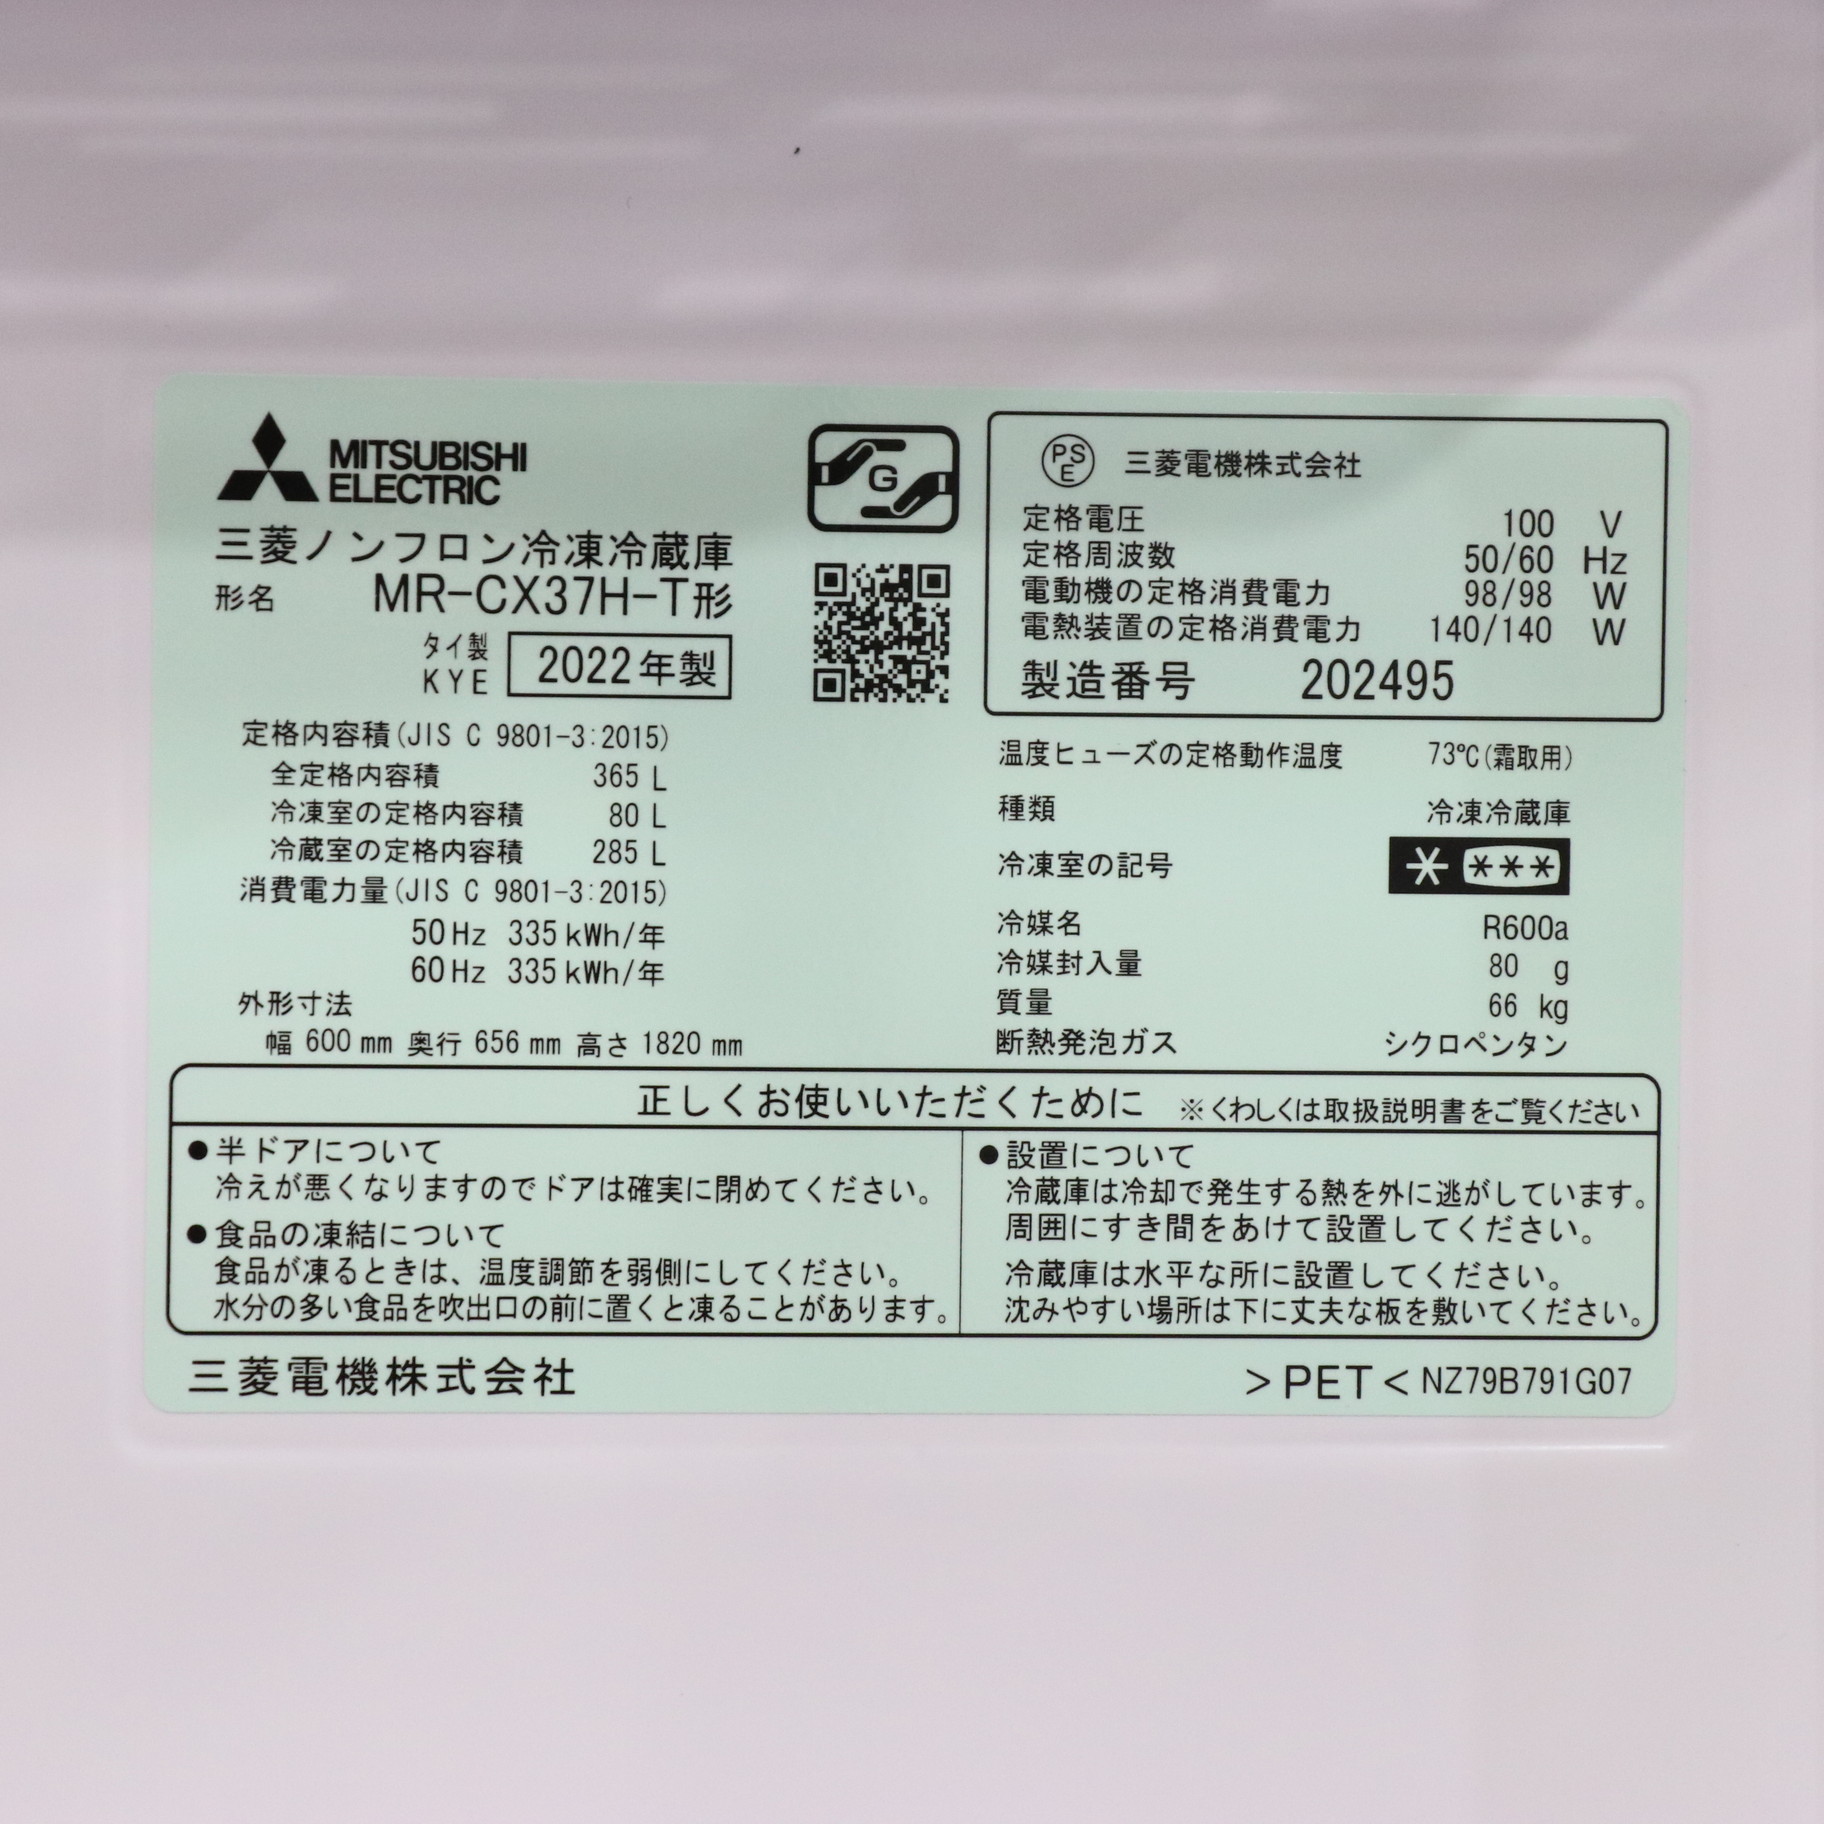 MITSUBISHI
ELECTRIC
三菱ノンフロン冷凍冷蔵庫
形名 MR-CX37H-T形
タイ製
KYE 2022年製
定格内容積(JIS C 9801-3:2015)
全定格内容積 365 L
冷凍室の定格内容積 80 L
冷蔵室の定格内容積 285 L
消費電力量(JIS C 9801-3:2015)
50Hz 335kWh/年
60Hz 335kWh/年
外形寸法
幅 600 mm 奥行 656 mm 高さ 1820 mm
G
PSE 三菱電機株式会社
定格電圧 100 V
定格周波数 50/60 Hz
電動機の定格消費電力 98/98 W
電熱装置の定格消費電力 140/140 W
製造番号 202495
温度ヒューズの定格動作温度 73℃(霜取用)
種類 冷凍冷蔵庫
冷凍室の記号 * ***
冷媒名 R600a
冷媒封入量 80 g
質量 66 kg
断熱発泡ガス シクロペンタン
正しくお使いいただくために ※くわしくは取扱説明書をご覧ください
●半ドアについて
冷えが悪くなりますのでドアは確実に閉めてください。
●食品の凍結について
食品が凍るときは、温度調節を弱側にしてください。
水分の多い食品を吹出口の前に置くと凍ることがあります。
●設置について
冷蔵庫は冷却で発生する熱を外に逃がしています。
周囲にすき間をあけて設置してください。
冷蔵庫は水平な所に設置してください。
沈みやすい場所は下に丈夫な板を敷いてください。
三菱電機株式会社
>PET< NZ79B791G07